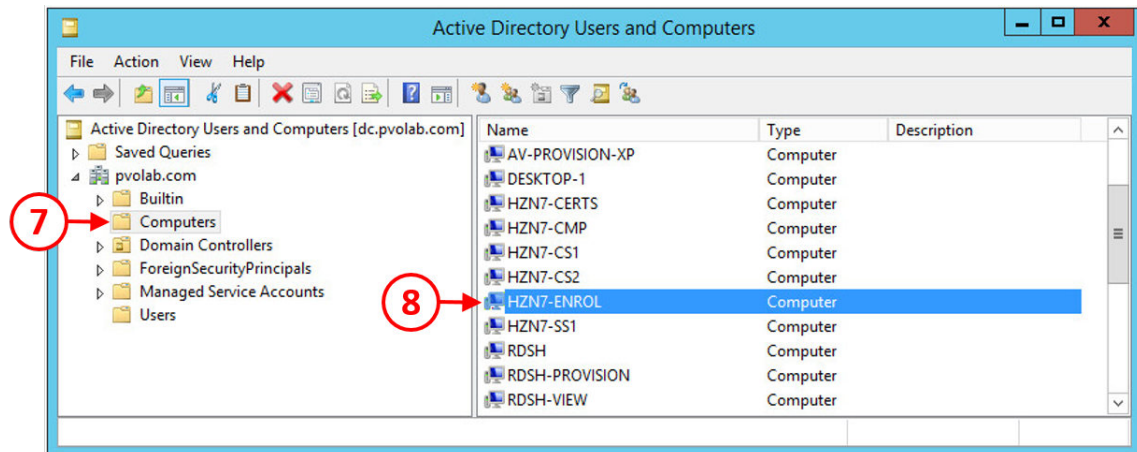 Active Directory Users and Computers
File Action View Help
Active Directory Users and Computers [dc.pvolab.com]
Saved Queries
pvolab.com
Builtin
7
Computers
Domain Controllers
ForeignSecurityPrincipals
Managed Service Accounts
Users
Name Type Description
AV-PROVISION-XP Computer
DESKTOP-1 Computer
HZN7-CERTS Computer
HZN7-CMP Computer
HZN7-CS1 Computer
HZN7-CS2 Computer
8
HZN7-ENROL Computer
HZN7-SS1 Computer
RDSH Computer
RDSH-PROVISION Computer
RDSH-VIEW Computer